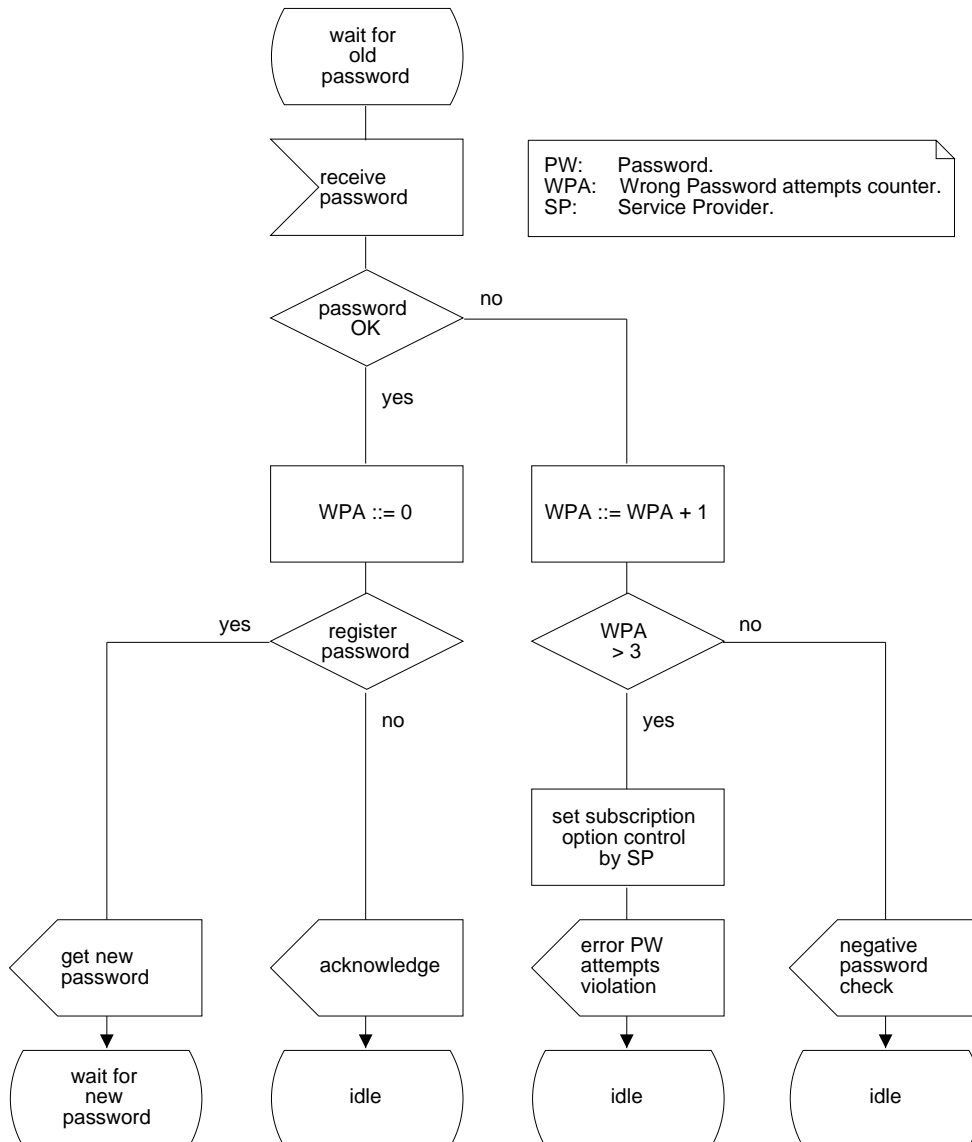 wait for
old
password
receive
password
PW: Password.
WPA: Wrong Password attempts counter.
SP: Service Provider.
password
OK
no
yes
WPA ::= 0
WPA ::= WPA + 1
yes
register
password
no
WPA
> 3
no
yes
set subscription
option control
by SP
get new
password
acknowledge
error PW
attempts
violation
negative
password
check
wait for
new
password
idle
idle
idle